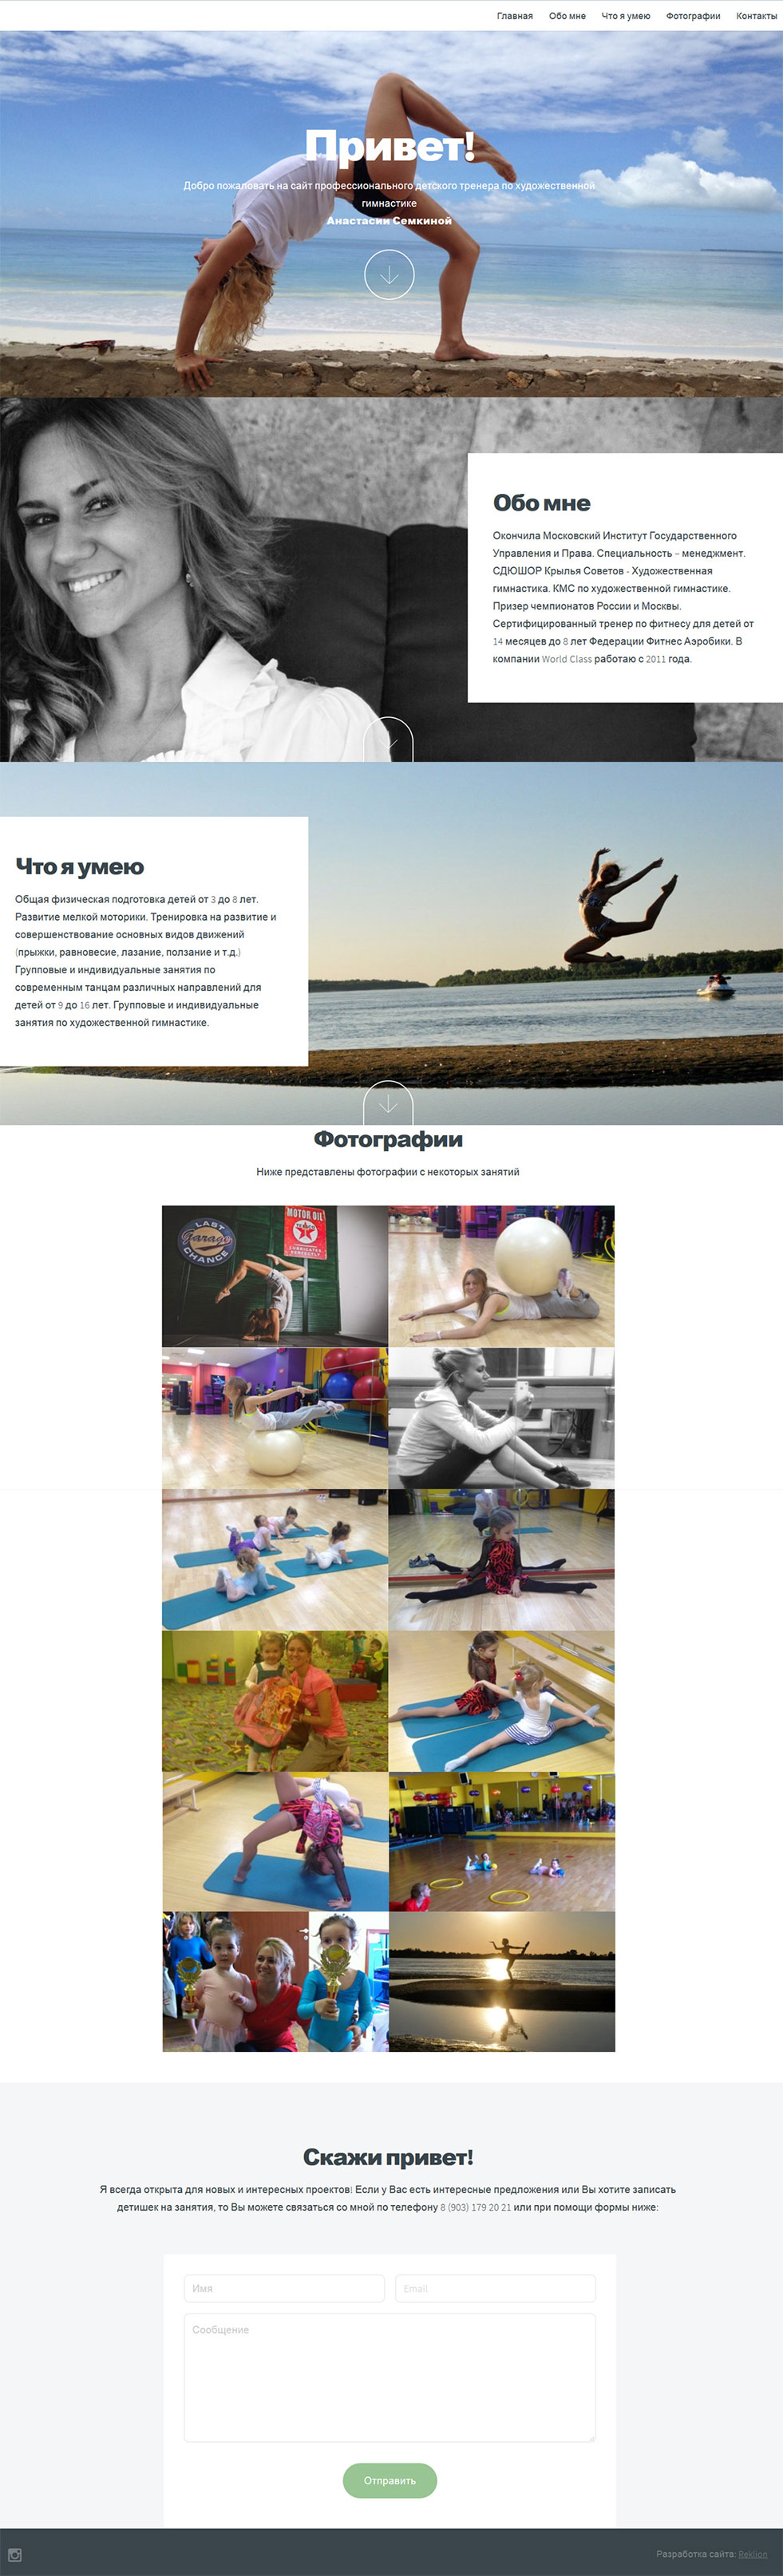 Главная Обо мне Что я умею Фотографии Контакты
Привет!
Добро пожаловать на сайт профессионального детского тренера по художественной
гимнастике
Анастасии Семкиной
Обо мне
Окончила Московский Институт Государственного
Управления и Права. Специальность – менеджмент.
СДЮШОР Крылья Советов - Художественная
гимнастика. КМС по художественной гимнастике.
Призер чемпионатов России и Москвы.
Сертифицированный тренер по фитнесу для детей от
14 месяцев до 8 лет Федерации Фитнес Аэробики. В
компании World Class работаю с 2011 года.
Что я умею
Общая физическая подготовка детей от 3 до 8 лет.
Развитие мелкой моторики. Тренировка на развитие и
совершенствование основных видов движений
(прыжки, равновесие, лазание, ползание и т.д.)
Групповые и индивидуальные занятия по
современным танцам различных направлений для
детей от 9 до 16 лет. Групповые и индивидуальные
занятия по художественной гимнастике.
Фотографии
Ниже представлены фотографии с некоторых занятий
LAST
Garage
CHANCE
MOTOR OIL
TEXACO
LUBRICATES
PERFECTLY
Скажи привет!
Я всегда открыта для новых и интересных проектов! Если у Вас есть интересные предложения или Вы хотите записать
детишек на занятия, то Вы можете связаться со мной по телефону 8 (903) 179 20 21 или при помощи формы ниже:
Имя Email
Сообщение
Отправить
Разработка сайта: Reklion